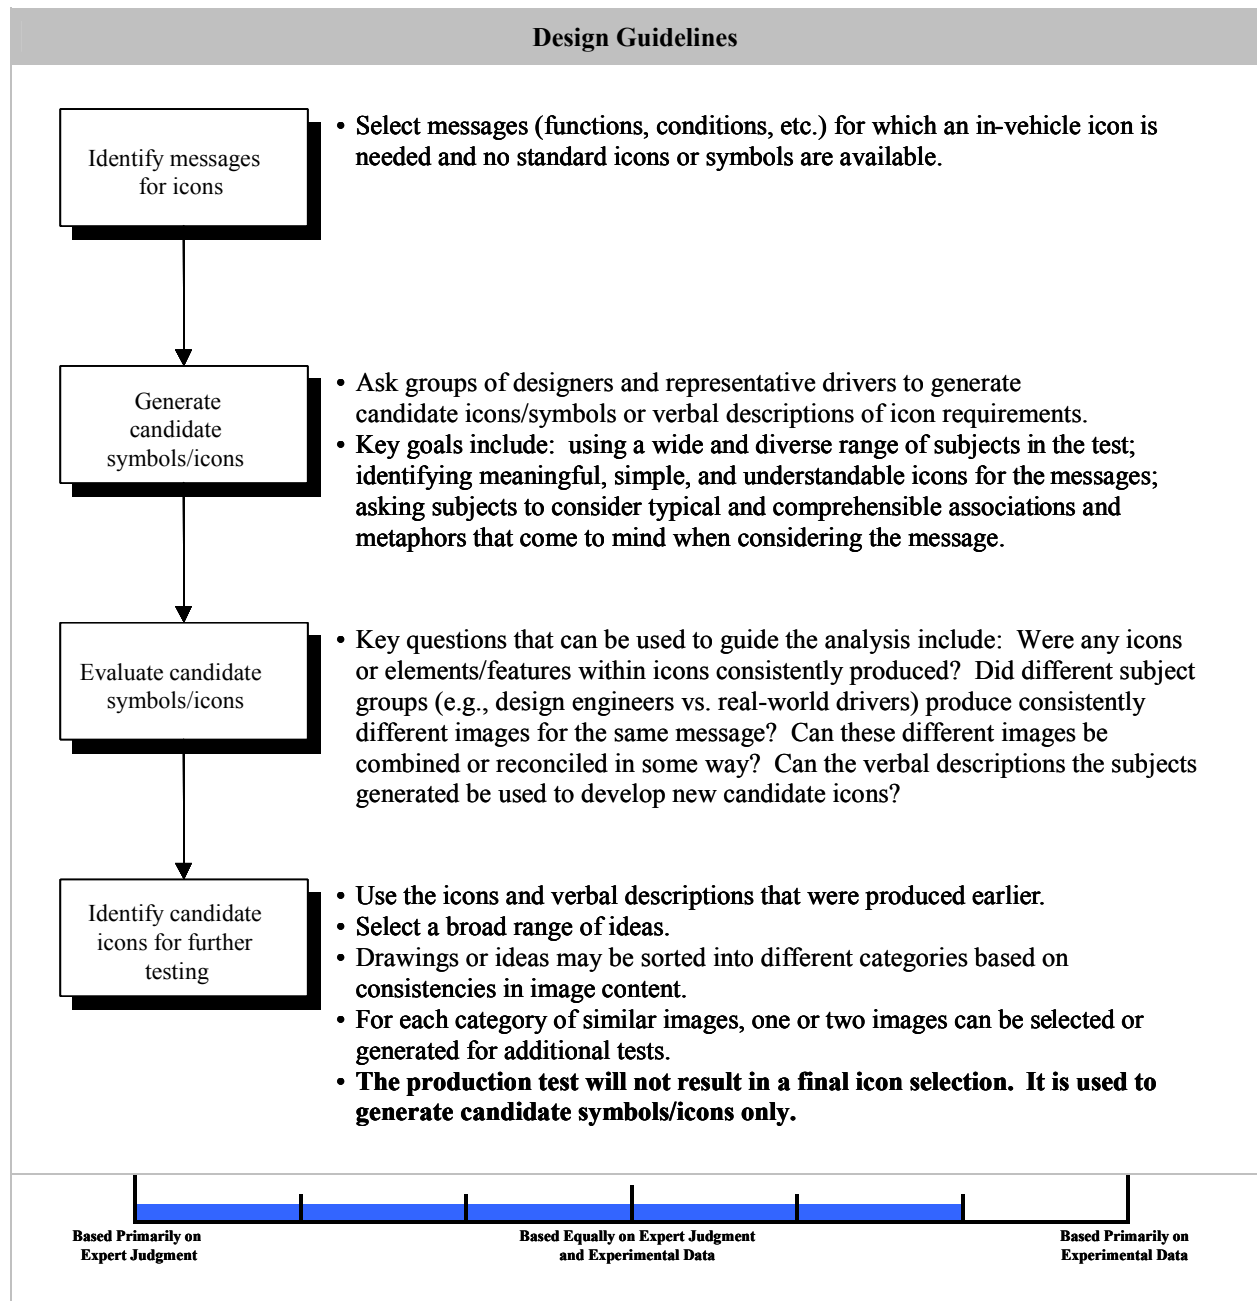 Design Guidelines
Identify messages
for icons
• Select messages (functions, conditions, etc.) for which an in-vehicle icon is
needed and no standard icons or symbols are available.
Generate
candidate
symbols/icons
• Ask groups of designers and representative drivers to generate
candidate icons/symbols or verbal descriptions of icon requirements.
• Key goals include: using a wide and diverse range of subjects in the test;
identifying meaningful, simple, and understandable icons for the messages;
asking subjects to consider typical and comprehensible associations and
metaphors that come to mind when considering the message.
Evaluate candidate
symbols/icons
• Key questions that can be used to guide the analysis include: Were any icons
or elements/features within icons consistently produced? Did different subject
groups (e.g., design engineers vs. real-world drivers) produce consistently
different images for the same message? Can these different images be
combined or reconciled in some way? Can the verbal descriptions the subjects
generated be used to develop new candidate icons?
Identify candidate
icons for further
testing
• Use the icons and verbal descriptions that were produced earlier.
• Select a broad range of ideas.
• Drawings or ideas may be sorted into different categories based on
consistencies in image content.
• For each category of similar images, one or two images can be selected or
generated for additional tests.
• The production test will not result in a final icon selection. It is used to
generate candidate symbols/icons only.
Based Primarily on
Expert Judgment
Based Equally on Expert Judgment
and Experimental Data
Based Primarily on
Experimental Data